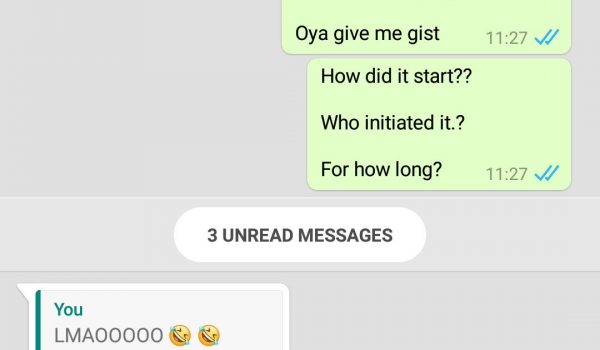 Oya give me gist 11:27
How did it start??
Who initiated it.?
For how long? 11:27
3 UNREAD MESSAGES
You
LMAOOOOO 🤣 🤣